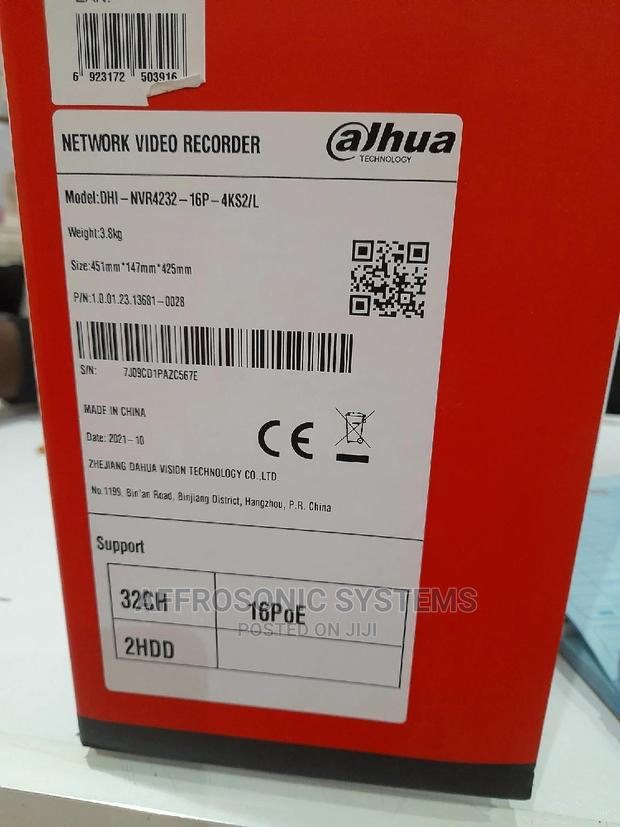 6 923172 503916
NETWORK VIDEO RECORDER
alhua
TECHNOLOGY
Model:DHI-NVR4232-16P-4KS2/L
Weight:3.8kg
Size:451mm*147mm*425mm
P/N:1.0.01.23.13681-0028
S/N: 7J09CD1PAZC567E
MADE IN CHINA
Date: 2021-10
CE
ZHEJIANG DAHUA VISION TECHNOLOGY CO.,LTD
No.1199, Bin'an Road, Binjiang District, Hangzhou, P.R. China
Support
32CH 16PoE
2HDD
AFFROSONIC SYSTEMS
POSTED ON JIJI